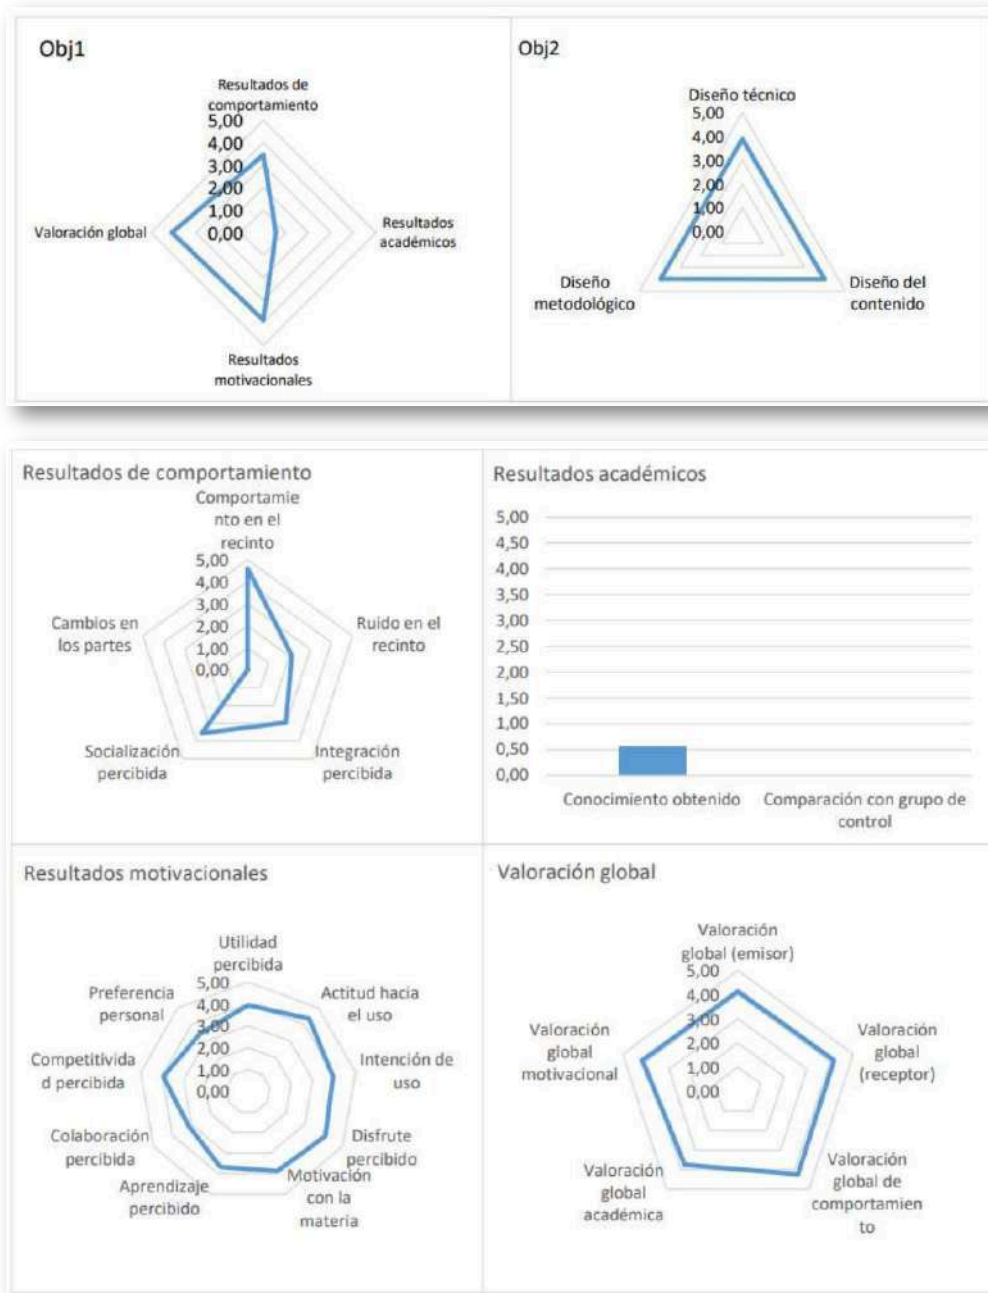 Obj1
Resultados de
comportamiento
5,00
4,00
3,00
2,00
1,00
0,00
Valoración global
Resultados
académicos
Resultados
motivacionales
Obj2
Diseño técnico
5,00
4,00
3,00
2,00
1,00
0,00
Diseño
metodológico
Diseño del
contenido
Resultados de comportamiento
Comportamie
nto en el
recinto
5,00
4,00
3,00
2,00
1,00
0,00
Cambios en
los partes
Ruido en el
recinto
Socialización
percibida
Integración
percibida
Resultados académicos
5,00
4,50
4,00
3,50
3,00
2,50
2,00
1,50
1,00
0,50
0,00
Conocimiento obtenido
Comparación con grupo de
control
Resultados motivacionales
Utilidad
percibida
5,00
4,00
3,00
2,00
1,00
0,00
Preferencia
personal
Actitud hacia
el uso
Competitivida
d percibida
Intención de
uso
Colaboración
percibida
Disfrute
percibido
Aprendizaje
percibido
Motivación
con la
materia
Valoración global
Valoración
global (emisor)
5,00
4,00
3,00
2,00
1,00
0,00
Valoración
global
motivacional
Valoración
global
(receptor)
Valoración
global
académica
Valoración
global de
comportamien
to